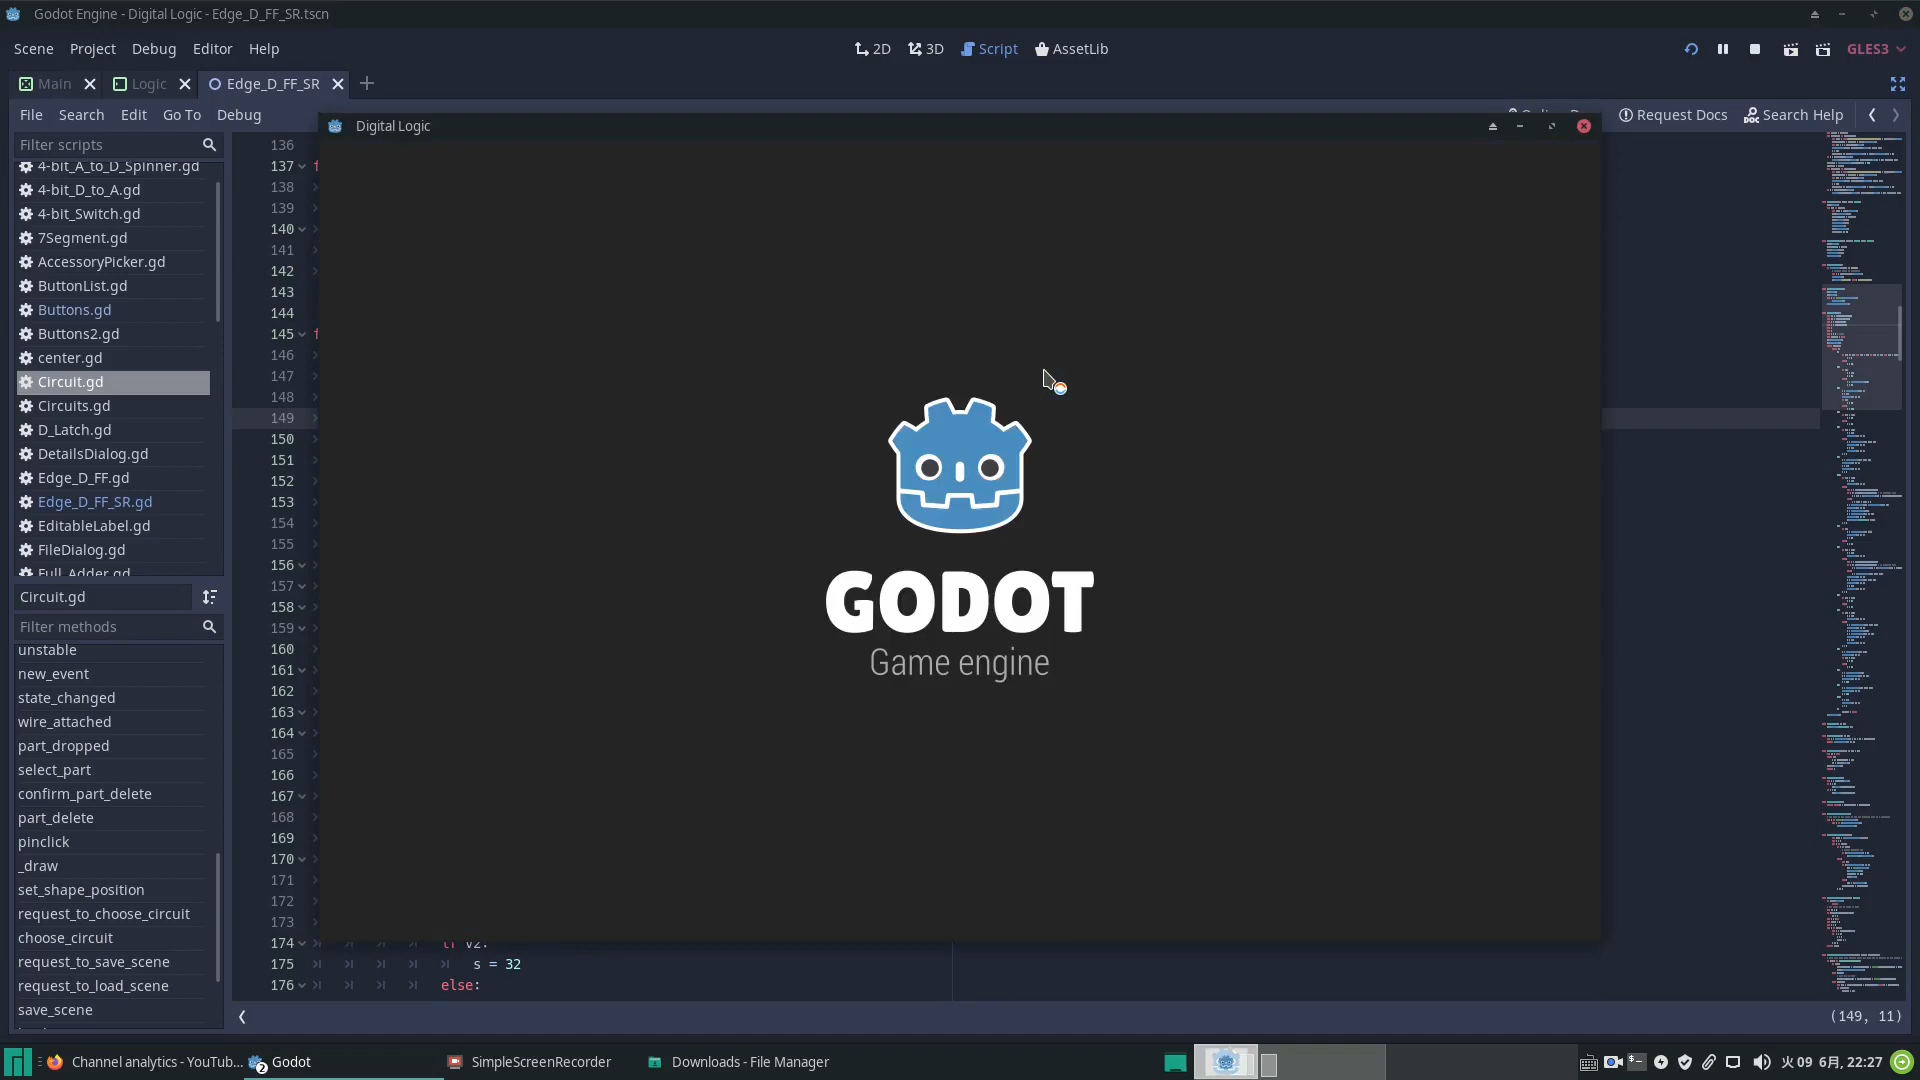 Godot Engine - Digital Logic - Edge_D_FF_SR.tscn
Scene Project Debug Editor Help
2D 3D Script AssetLib
GLES3
Main Logic Edge_D_FF_SR
File Search Edit Go To Debug
Request Docs Search Help
Digital Logic
Filter scripts
4-bit_A_to_D_Spinner.gd
4-bit_D_to_A.gd
4-bit_Switch.gd
7Segment.gd
AccessoryPicker.gd
ButtonList.gd
Buttons.gd
Buttons2.gd
center.gd
Circuit.gd
Circuits.gd
D_Latch.gd
DetailsDialog.gd
Edge_D_FF.gd
Edge_D_FF_SR.gd
EditableLabel.gd
FileDialog.gd
Full_Adder.gd
Circuit.gd
Filter methods
unstable
new_event
state_changed
wire_attached
part_dropped
select_part
confirm_part_delete
part_delete
pinclick
_draw
set_shape_position
request_to_choose_circuit
choose_circuit
request_to_save_scene
request_to_load_scene
save_scene
136
137
138
139
140
141
142
143
144
145
146
147
148
149
150
151
152
153
154
155
156
157
158
159
160
161
162
163
164
165
166
167
168
169
170
171
172
173
174 if v2:
175 s = 32
176 else:
GODOT
Game engine
(149, 11)
Channel analytics - YouTub... 2 Godot SimpleScreenRecorder Downloads - File Manager
火 09 6月, 22:27